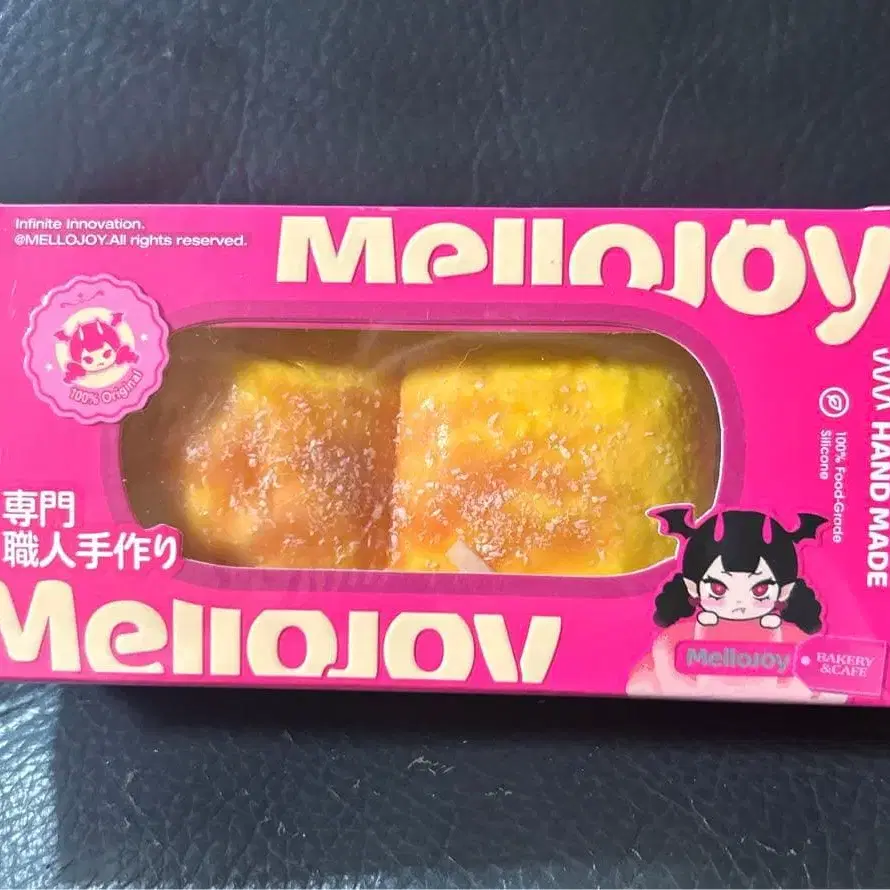 Infinite Innovation.
@MELLOJOY.All rights reserved.
MelloJOy
100% Original
HAND MADE
100% Food-Grade
Silicone
専門
職人手作り
MelloJOy
MelloJOy
BAKERY
&CAFE